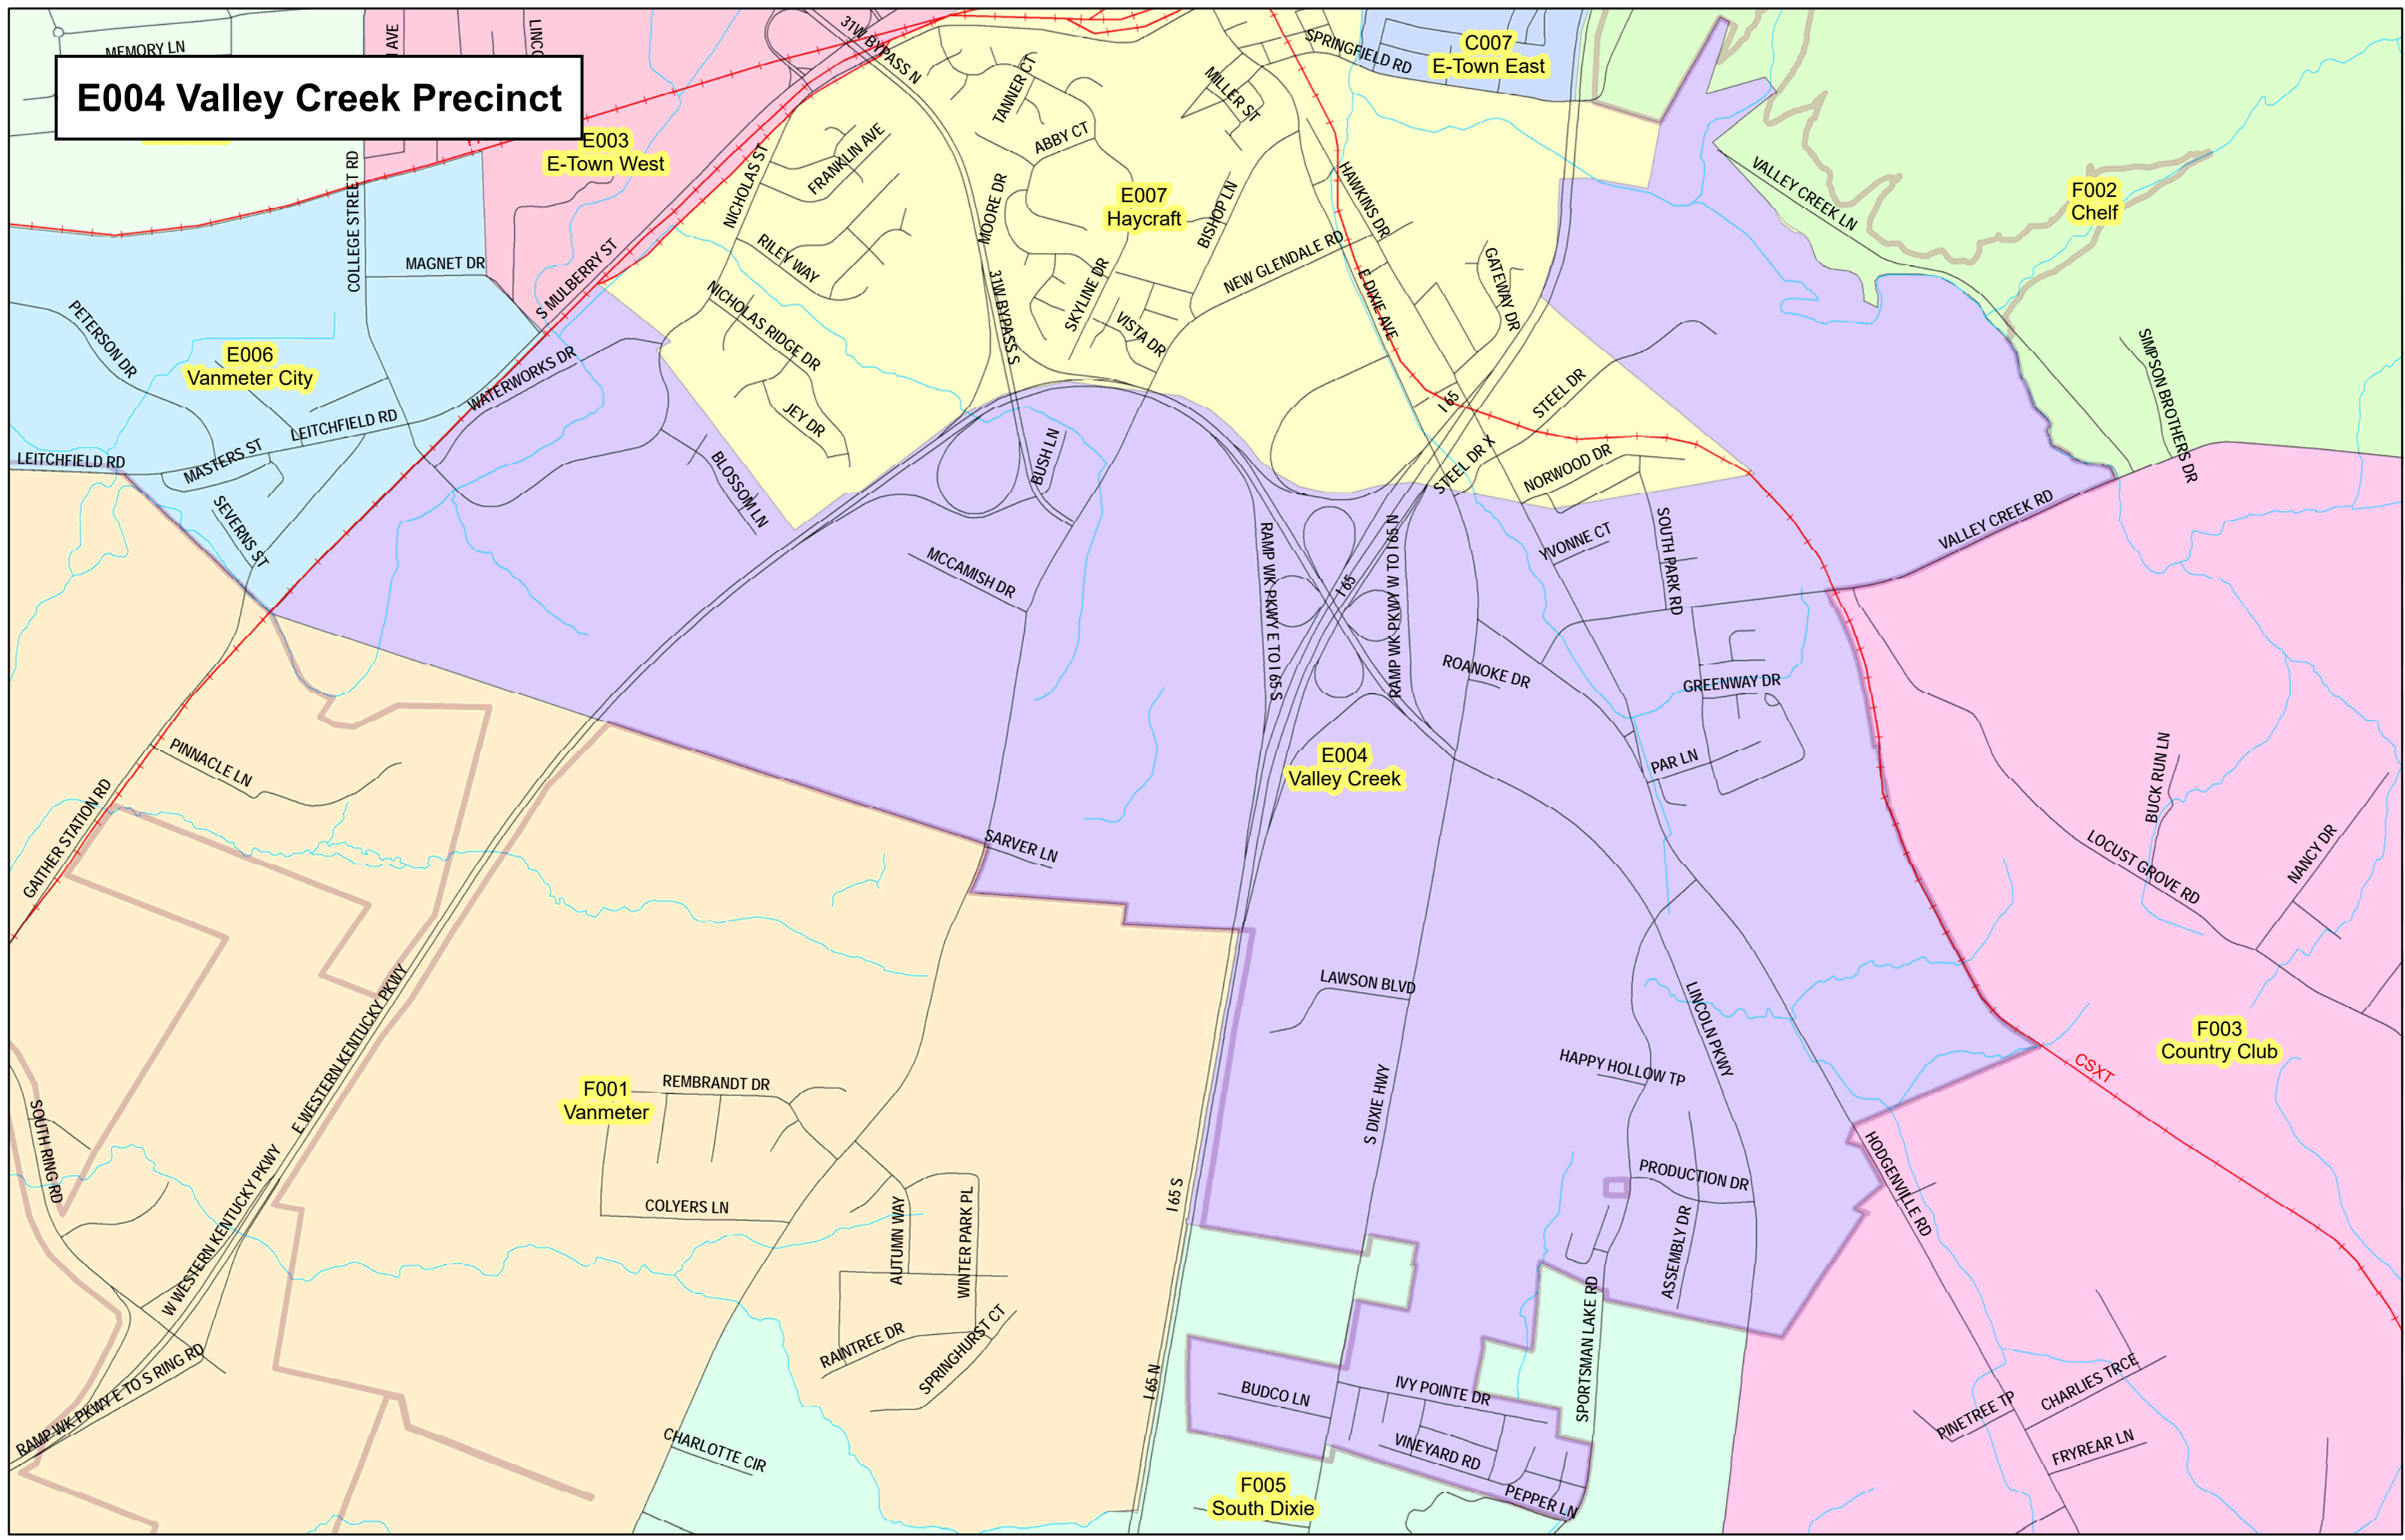 MEMORY LN
AVE
LINCO
31W BYPASS N
SPRINGFIELD RD
C007
E-Town East
E004 Valley Creek Precinct
E003
E-Town West
TANNER CT
MILLER ST
ABBY CT
FRANKLIN AVE
NICHOLAS ST
COLLEGE STREET RD
MOORE DR
E007
Haycraft
BISHOP LN
HAWKINS DR
VALLEY CREEK LN
F002
Chelf
MAGNET DR
S MULBERRY ST
RILEY WAY
NEW GLENDALE RD
GATEWAY DR
PETERSON DR
NICHOLAS RIDGE DR
31W BYPASS S
SKYLINE DR
VISTA DR
E DIXIE AVE
SIMPSON BROTHERS DR
E006
Vanmeter City
WATERWORKS DR
STEEL DR
I 65
JEY DR
LEITCHFIELD RD
LEITCHFIELD RD
MASTERS ST
BUSH LN
STEEL DR X
NORWOOD DR
SEVERNS ST
BLOSSOM LN
VALLEY CREEK RD
MCCAMISH DR
RAMP WK PKWY E TO I 65 S
RAMP WK PKWY W TO I 65 N
I 65
YVONNE CT
SOUTH PARK RD
ROANOKE DR
GREENWAY DR
PINNACLE LN
E004
Valley Creek
PAR LN
BUCK RUN LN
GAITHER STATION RD
SARVER LN
LOCUST GROVE RD
NANCY DR
LAWSON BLVD
LINCOLN PKWY
E WESTERN KENTUCKY PKWY
F003
Country Club
CSXT
HAPPY HOLLOW TP
F001
Vanmeter
REMBRANDT DR
S DIXIE HWY
SOUTH RING RD
W WESTERN KENTUCKY PKWY
COLYERS LN
AUTUMN WAY
WINTER PARK PL
I 65 S
PRODUCTION DR
HODGENVILLE RD
ASSEMBLY DR
RAINTREE DR
SPRINGHURST CT
SPORTSMAN LAKE RD
RAMP WK PKWY E TO S RING RD
I 65 N
BUDCO LN
IVY POINTE DR
CHARLIES TRCE
PINETREE TP
CHARLOTTE CIR
VINEYARD RD
FRYREAR LN
F005
South Dixie
PEPPER LN